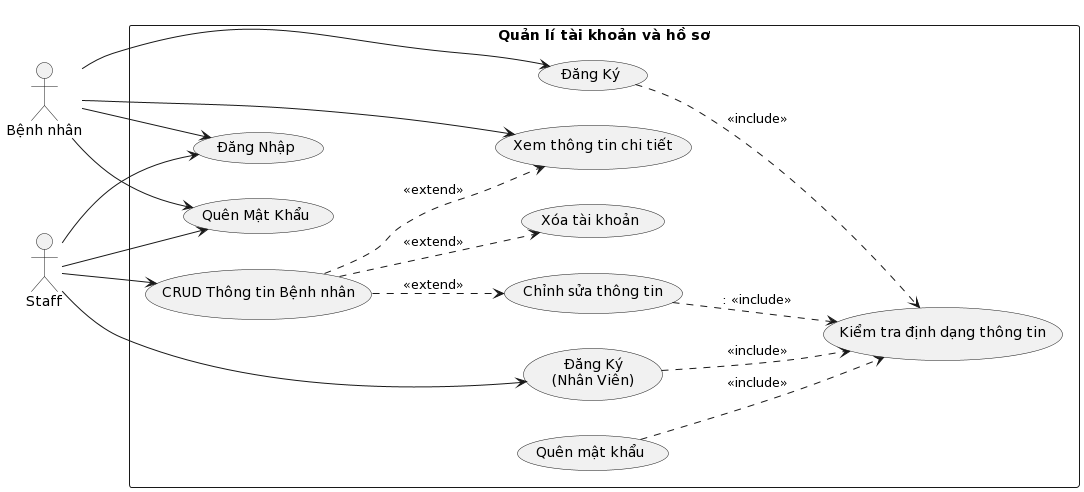 Quản lí tài khoản và hồ sơ
Đăng Ký
«include»
Bệnh nhân
Đăng Nhập
Xem thông tin chi tiết
«extend»
Quên Mật Khẩu
Xóa tài khoản
«extend»
Staff
CRUD Thông tin Bệnh nhân
«extend»
Chỉnh sửa thông tin
: «include»
Kiểm tra định dạng thông tin
Đăng Ký
(Nhân Viên)
«include»
«include»
Quên mật khẩu